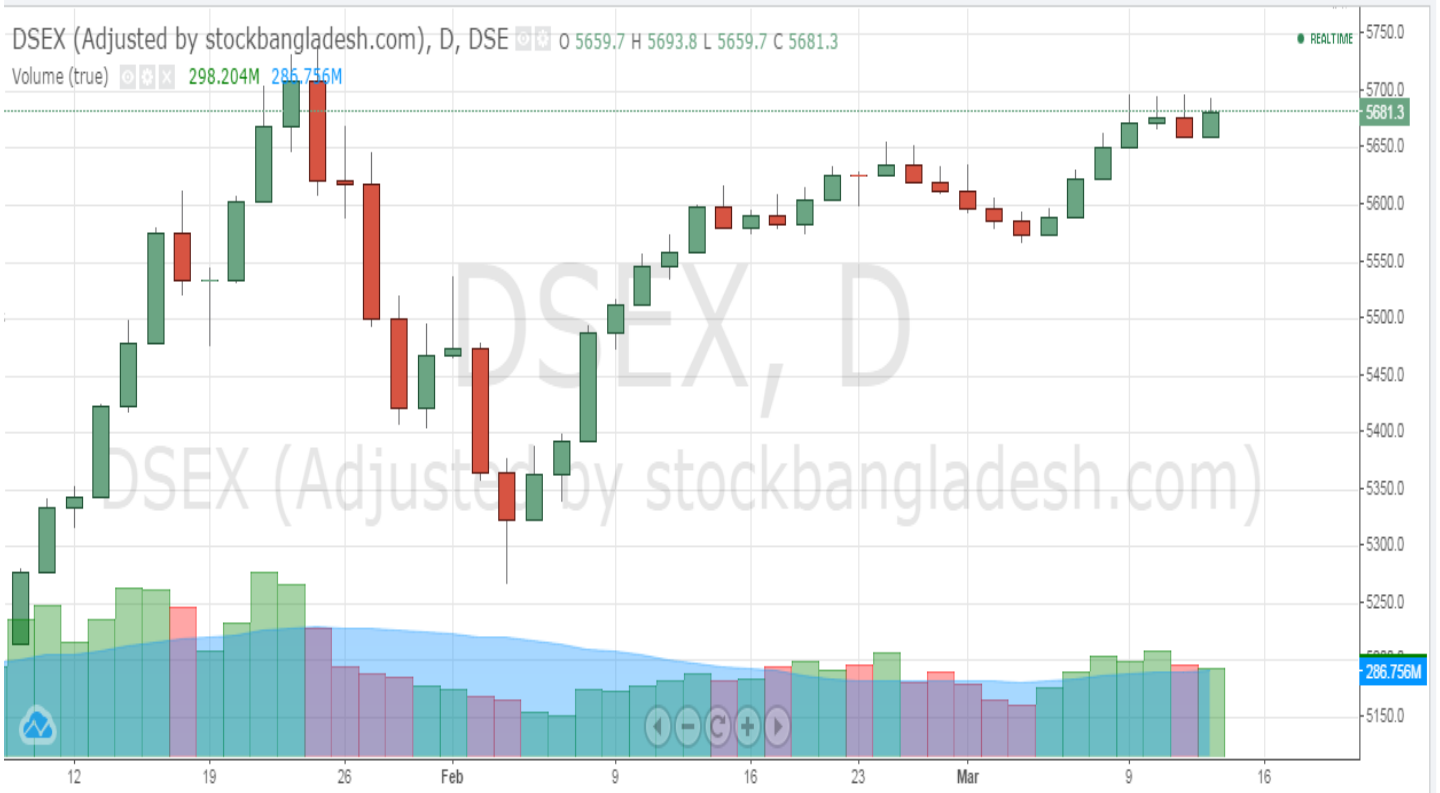 DSEX (Adjusted by stockbangladesh.com), D, DSE O 5659.7 H 5693.8 L 5659.7 C 5681.3
REALTIME
Volume (true) 298.204M 286.756M
5750.0
5700.0
5681.3
5650.0
5600.0
5550.0
5500.0
5450.0
5400.0
5350.0
5300.0
5250.0
286.756M
5150.0
DSEX, D
DSEX (Adjusted by stockbangladesh.com)
12 19 26 Feb 9 16 23 Mar 9 16